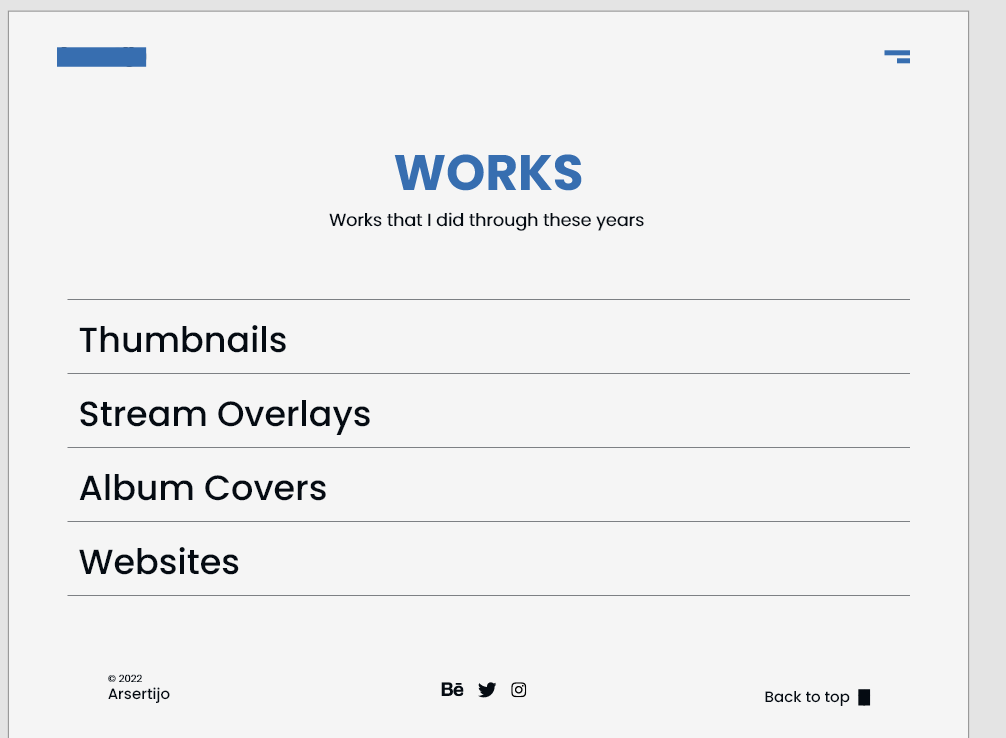 WORKS
Works that I did through these years
Thumbnails
Stream Overlays
Album Covers
Websites
© 2022
Arsertijo
Bē
Back to top